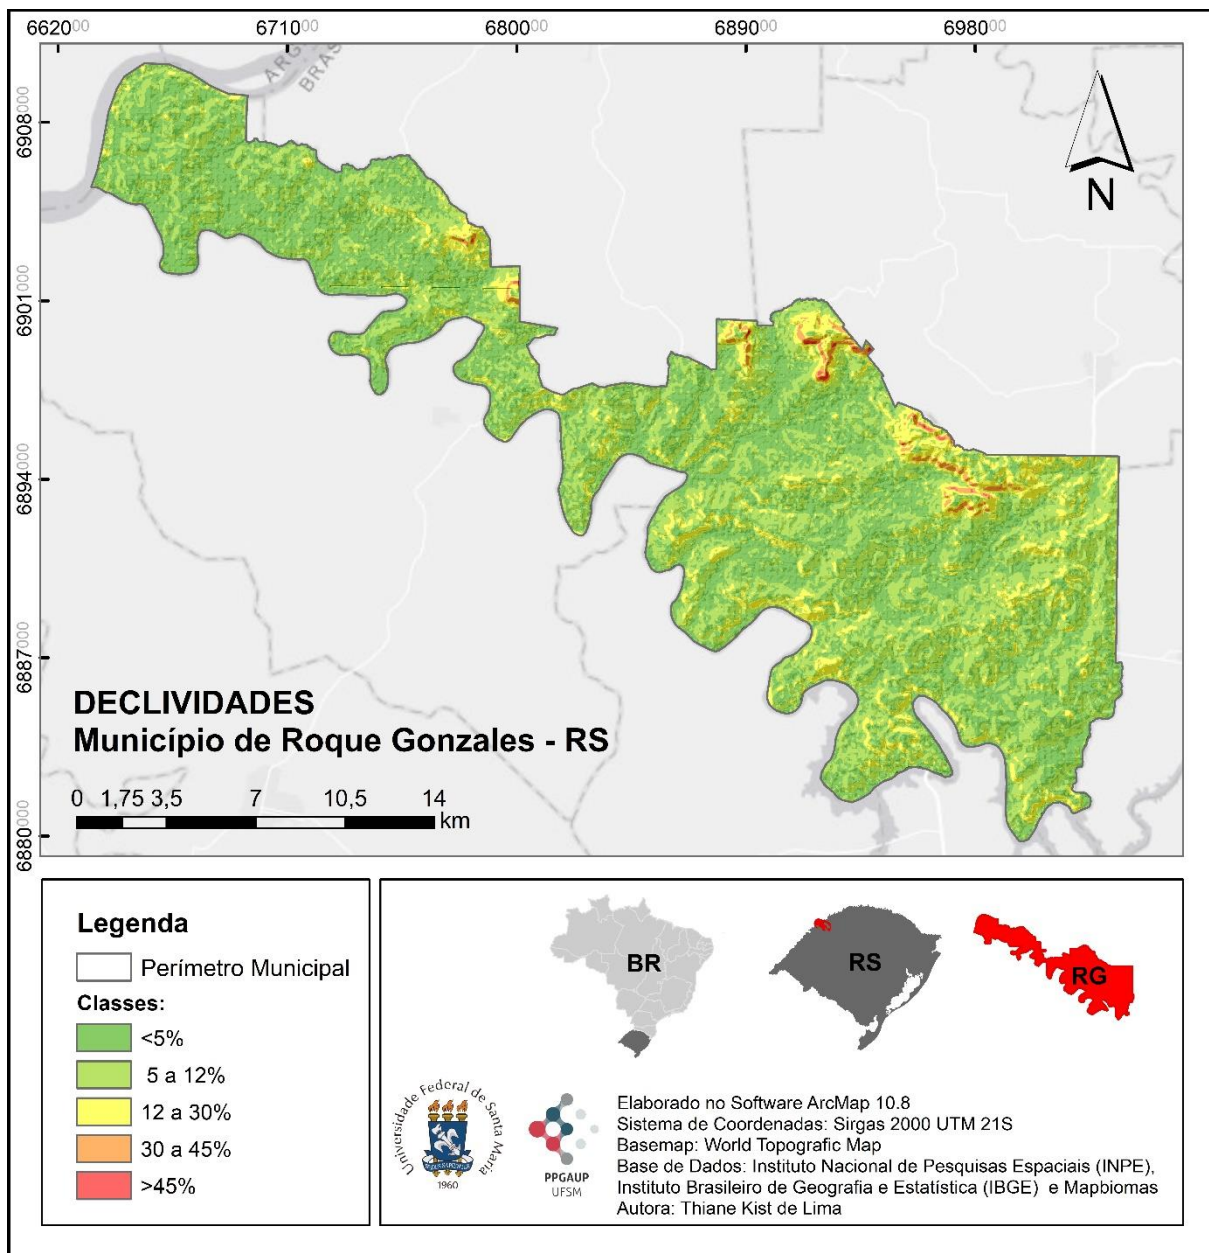 662000 671000 680000 689000 698000
6908000
6901000
6894000
6887000
6880000
ARG
BRAS
N
DECLIVIDADES
Município de Roque Gonzales - RS
0 1,75 3,5 7 10,5 14
km
Legenda
Perímetro Municipal
Classes:
<5%
5 a 12%
12 a 30%
30 a 45%
>45%
BR
RS
RG
Universidade Federal de Santa Maria
1960
PPGAUP
UFSM
Elaborado no Software ArcMap 10.8
Sistema de Coordenadas: Sirgas 2000 UTM 21S
Basemap: World Topografic Map
Base de Dados: Instituto Nacional de Pesquisas Espaciais (INPE),
Instituto Brasileiro de Geografia e Estatística (IBGE) e Mapbiomas
Autora: Thiane Kist de Lima